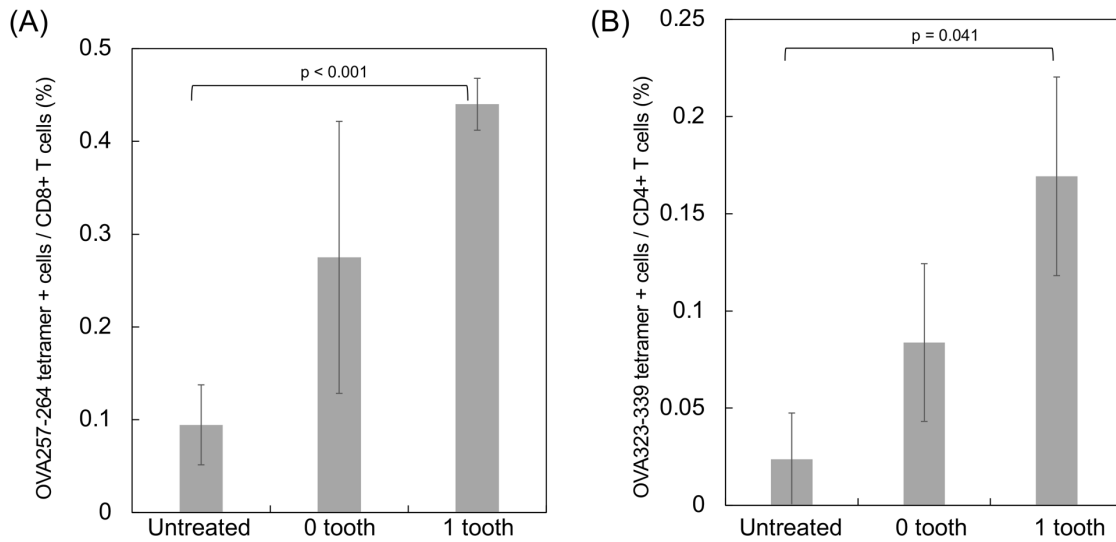 (A)
OVA257-264 tetramer + cells / CD8+ T cells (%)
0.5
0.4
0.3
0.2
0.1
0
p < 0.001
Untreated
0 tooth
1 tooth
(B)
OVA323-339 tetramer + cells / CD4+ T cells (%)
0.25
0.2
0.15
0.1
0.05
0
p = 0.041
Untreated
0 tooth
1 tooth